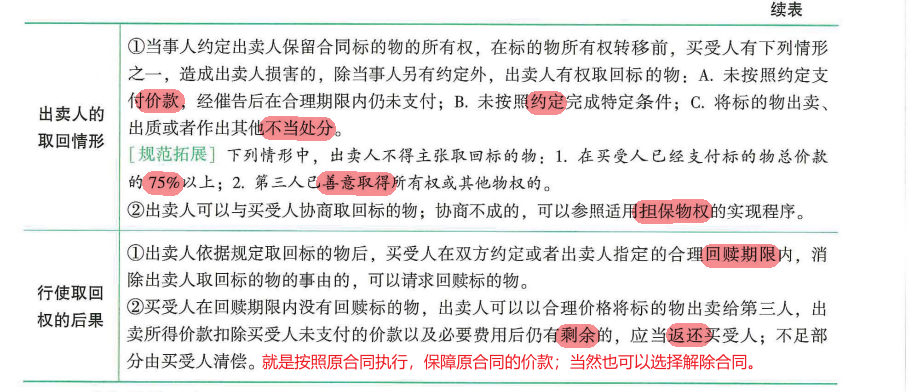 续表
①当事人约定出卖人保留合同标的物的所有权，在标的物所有权转移前，买受人有下列情形
之一，造成出卖人损害的，除当事人另有约定外，出卖人有权取回标的物：A. 未按照约定支
付价款，经催告后在合理期限内仍未支付；B. 未按照约定完成特定条件；C. 将标的物出卖、
出卖人的
出质或者作出其他不当处分。
取回情形
［规范拓展］下列情形中，出卖人不得主张取回标的物：1. 在买受人已经支付标的物总价款
的 75%以上；2. 第三人已善意取得所有权或其他物权的。
②出卖人可以与买受人协商取回标的物；协商不成的，可以参照适用担保物权的实现程序。
①出卖人依据规定取回标的物后，买受人在双方约定或者出卖人指定的合理回赎期限内，消
除出卖人取回标的物的事由的，可以请求回赎标的物。
行使取回
权的后果
②买受人在回赎期限内没有回赎标的物，出卖人可以以合理价格将标的物出卖给第三人，出
卖所得价款扣除买受人未支付的价款以及必要费用后仍有剩余的，应当返还买受人；不足部
分由买受人清偿。就是按照原合同执行，保障原合同的价款；当然也可以选择解除合同。